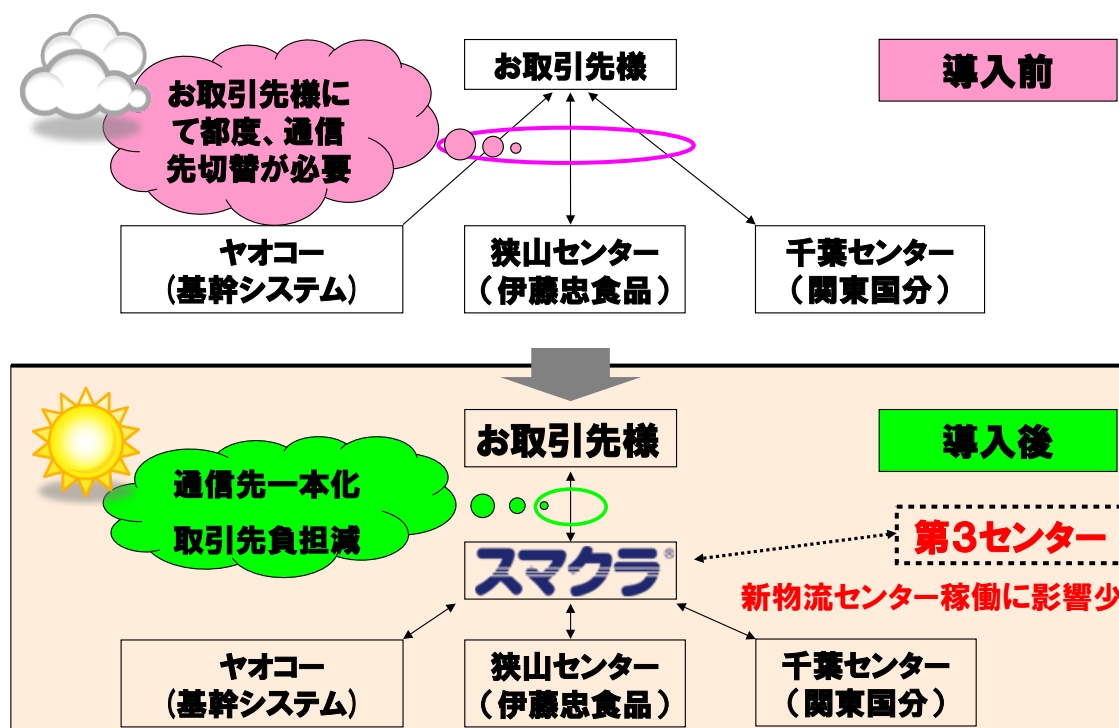 お取引先様
導入前
お取引先様に
て都度、通信
先切替が必要
ヤオコー
(基幹システム)
狭山センター
（伊藤忠食品）
千葉センター
（関東国分）
お取引先様
導入後
通信先一本化
取引先負担減
スマクラ®
第３センター
新物流センター稼働に影響少
ヤオコー
(基幹システム)
狭山センター
（伊藤忠食品）
千葉センター
（関東国分）